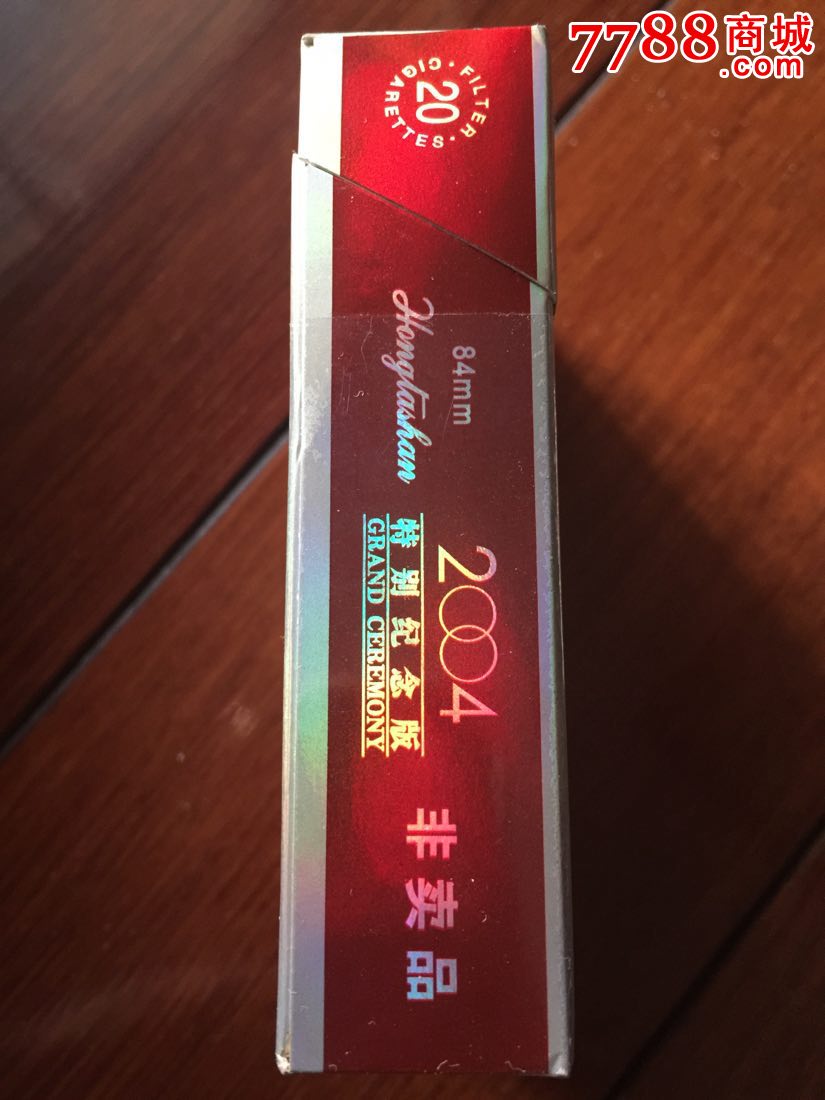 7788商城
.com
FILTER
20
CIGARETTES
Hongtashan
84mm
2004
特别纪念版
GRAND CEREMONY
非卖品